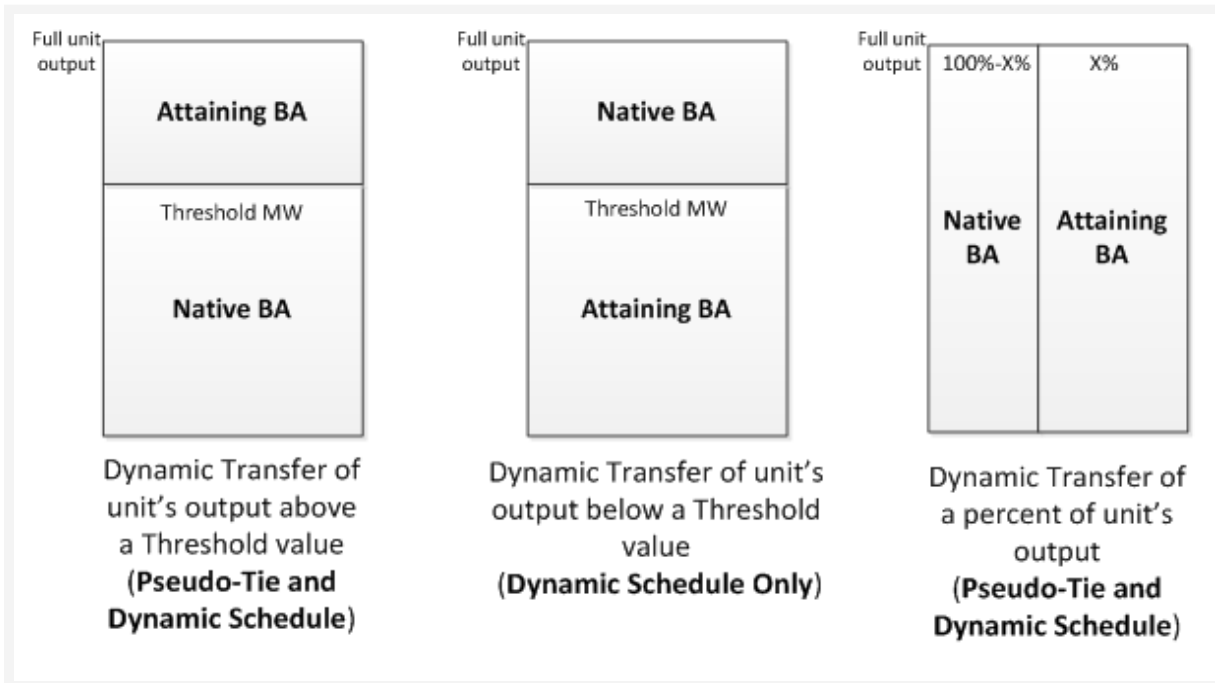 Full unit
output
Attaining BA
Threshold MW
Native BA
Dynamic Transfer of
unit's output above
a Threshold value
(Pseudo-Tie and
Dynamic Schedule)
Full unit
output
Native BA
Threshold MW
Attaining BA
Dynamic Transfer of unit's
output below a Threshold
value
(Dynamic Schedule Only)
Full unit
output
100%-X%
X%
Native
BA
Attaining
BA
Dynamic Transfer of
a percent of unit's
output
(Pseudo-Tie and
Dynamic Schedule)